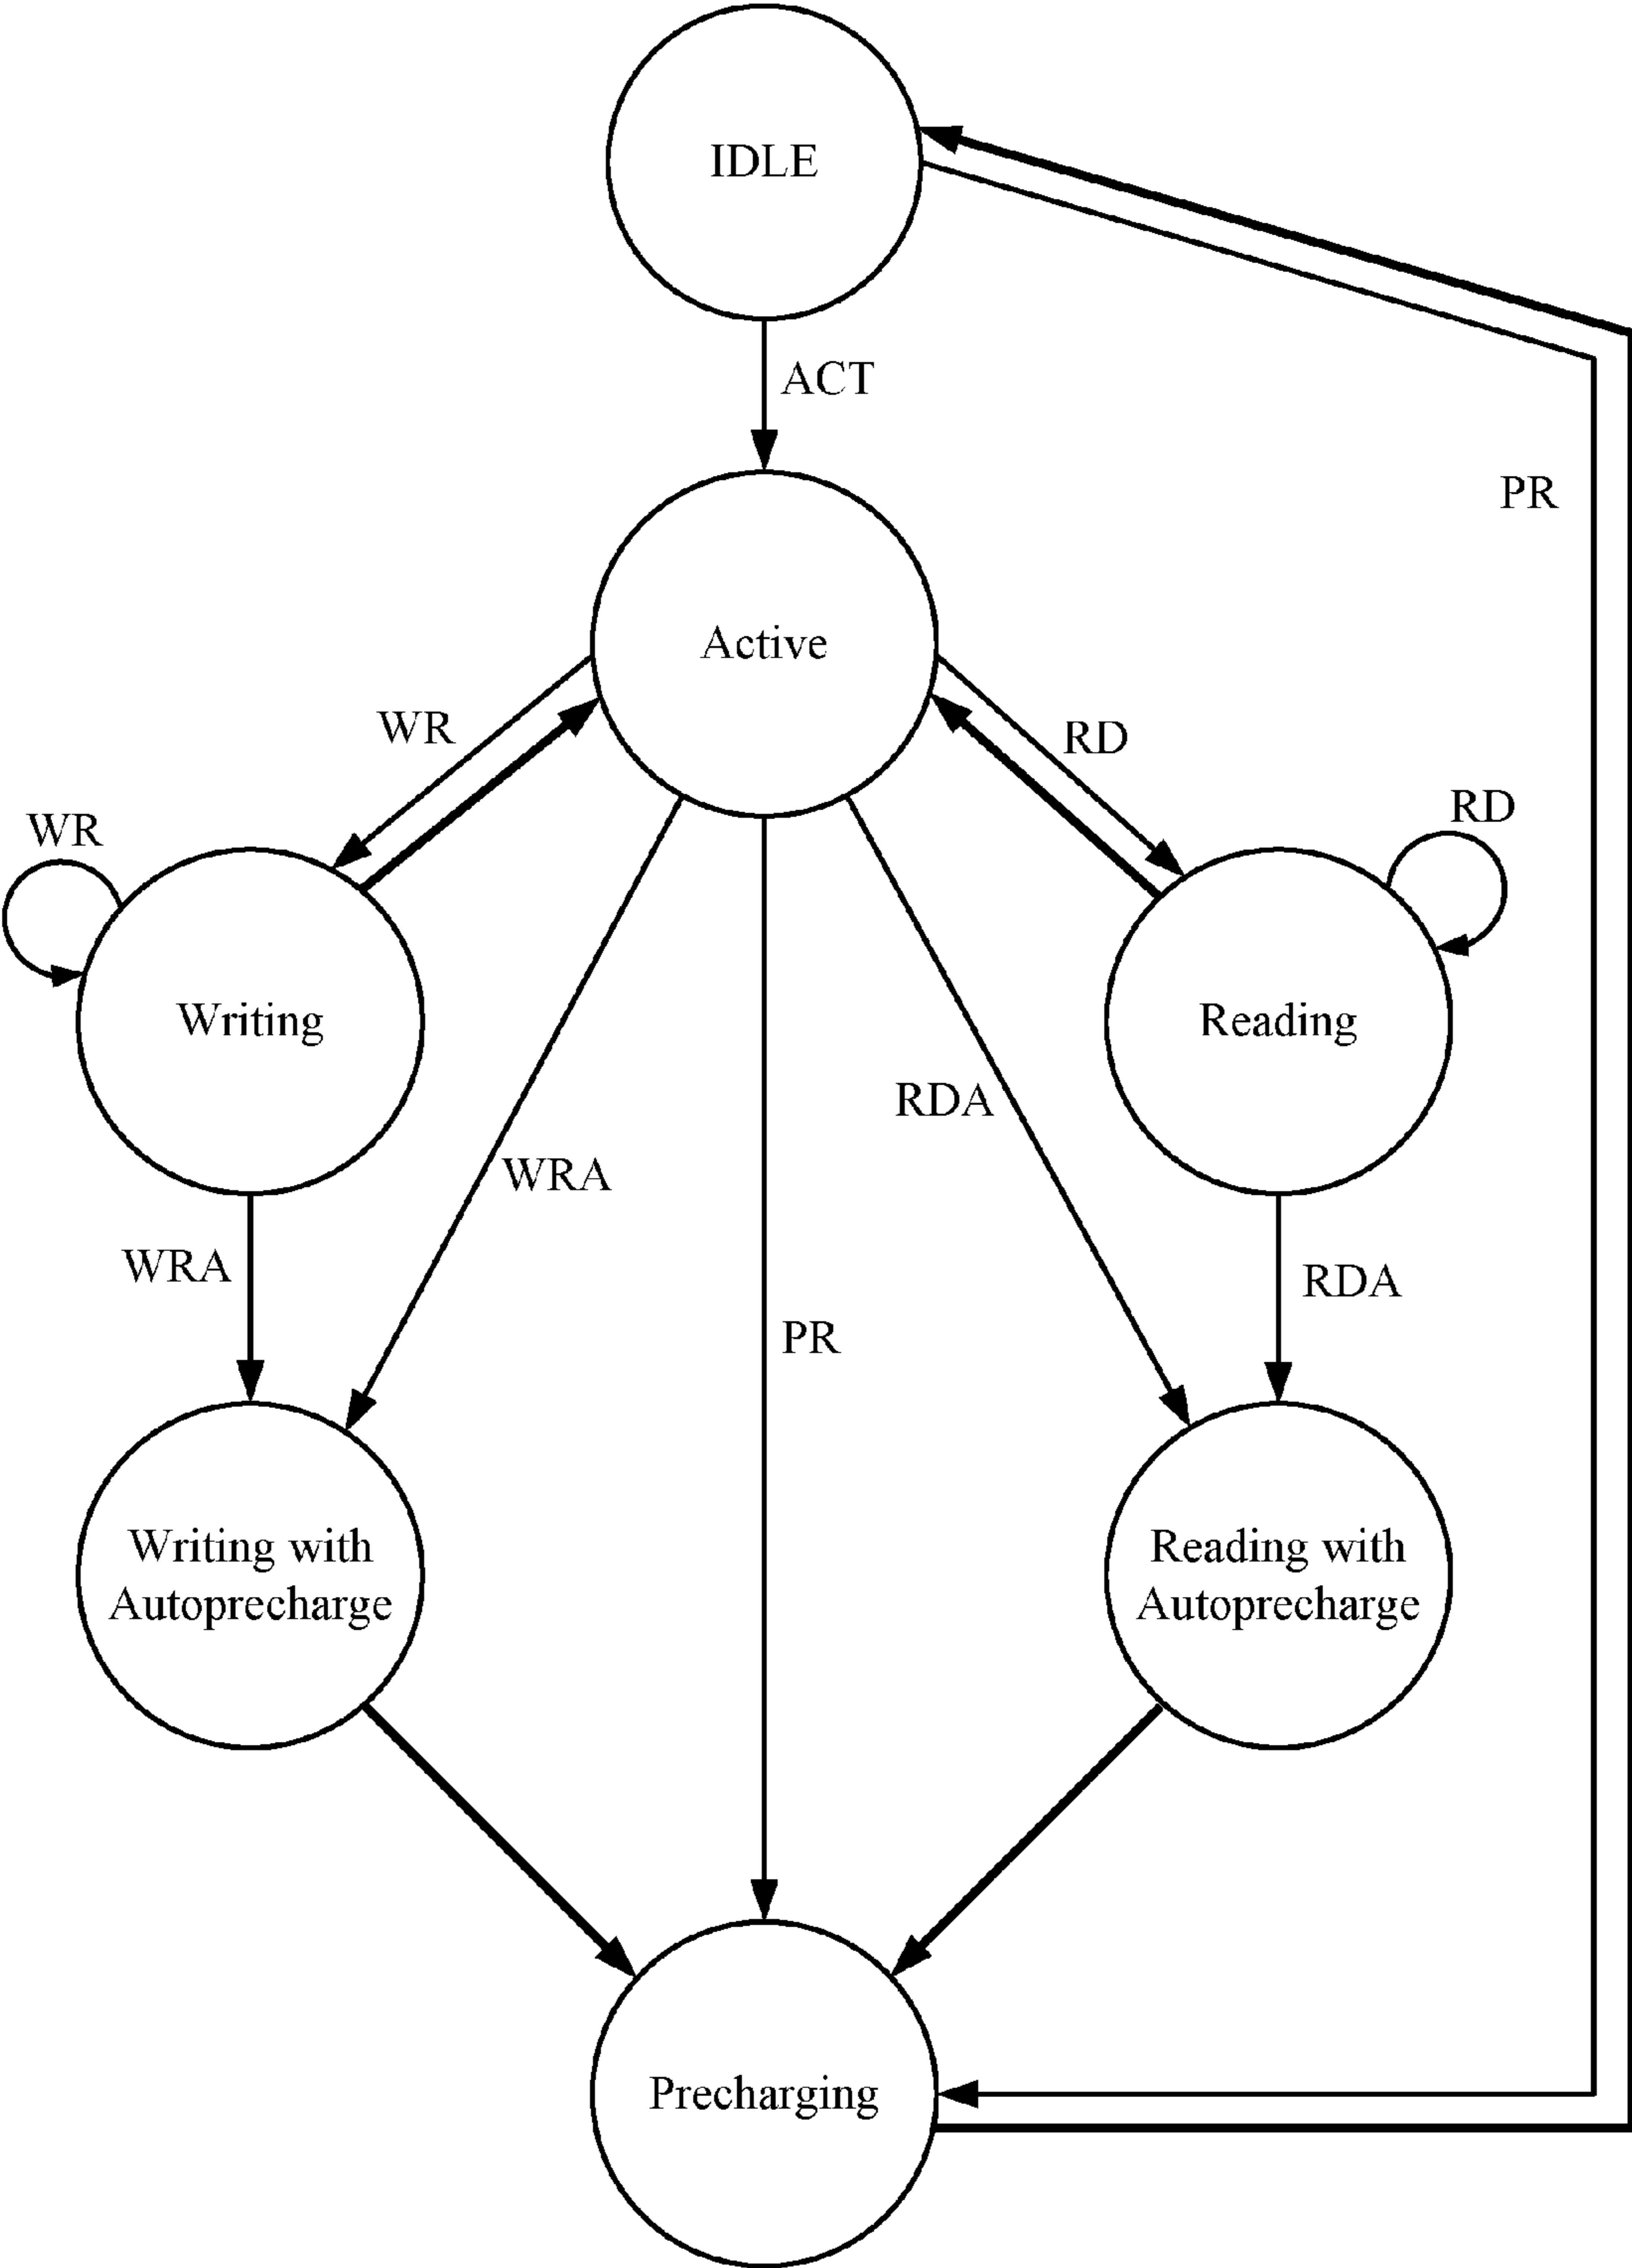 IDLE
ACT
PR
Active
WR
RD
WR
RD
Writing
Reading
RDA
WRA
WRA
RDA
PR
Writing with
Autoprecharge
Reading with
Autoprecharge
Precharging